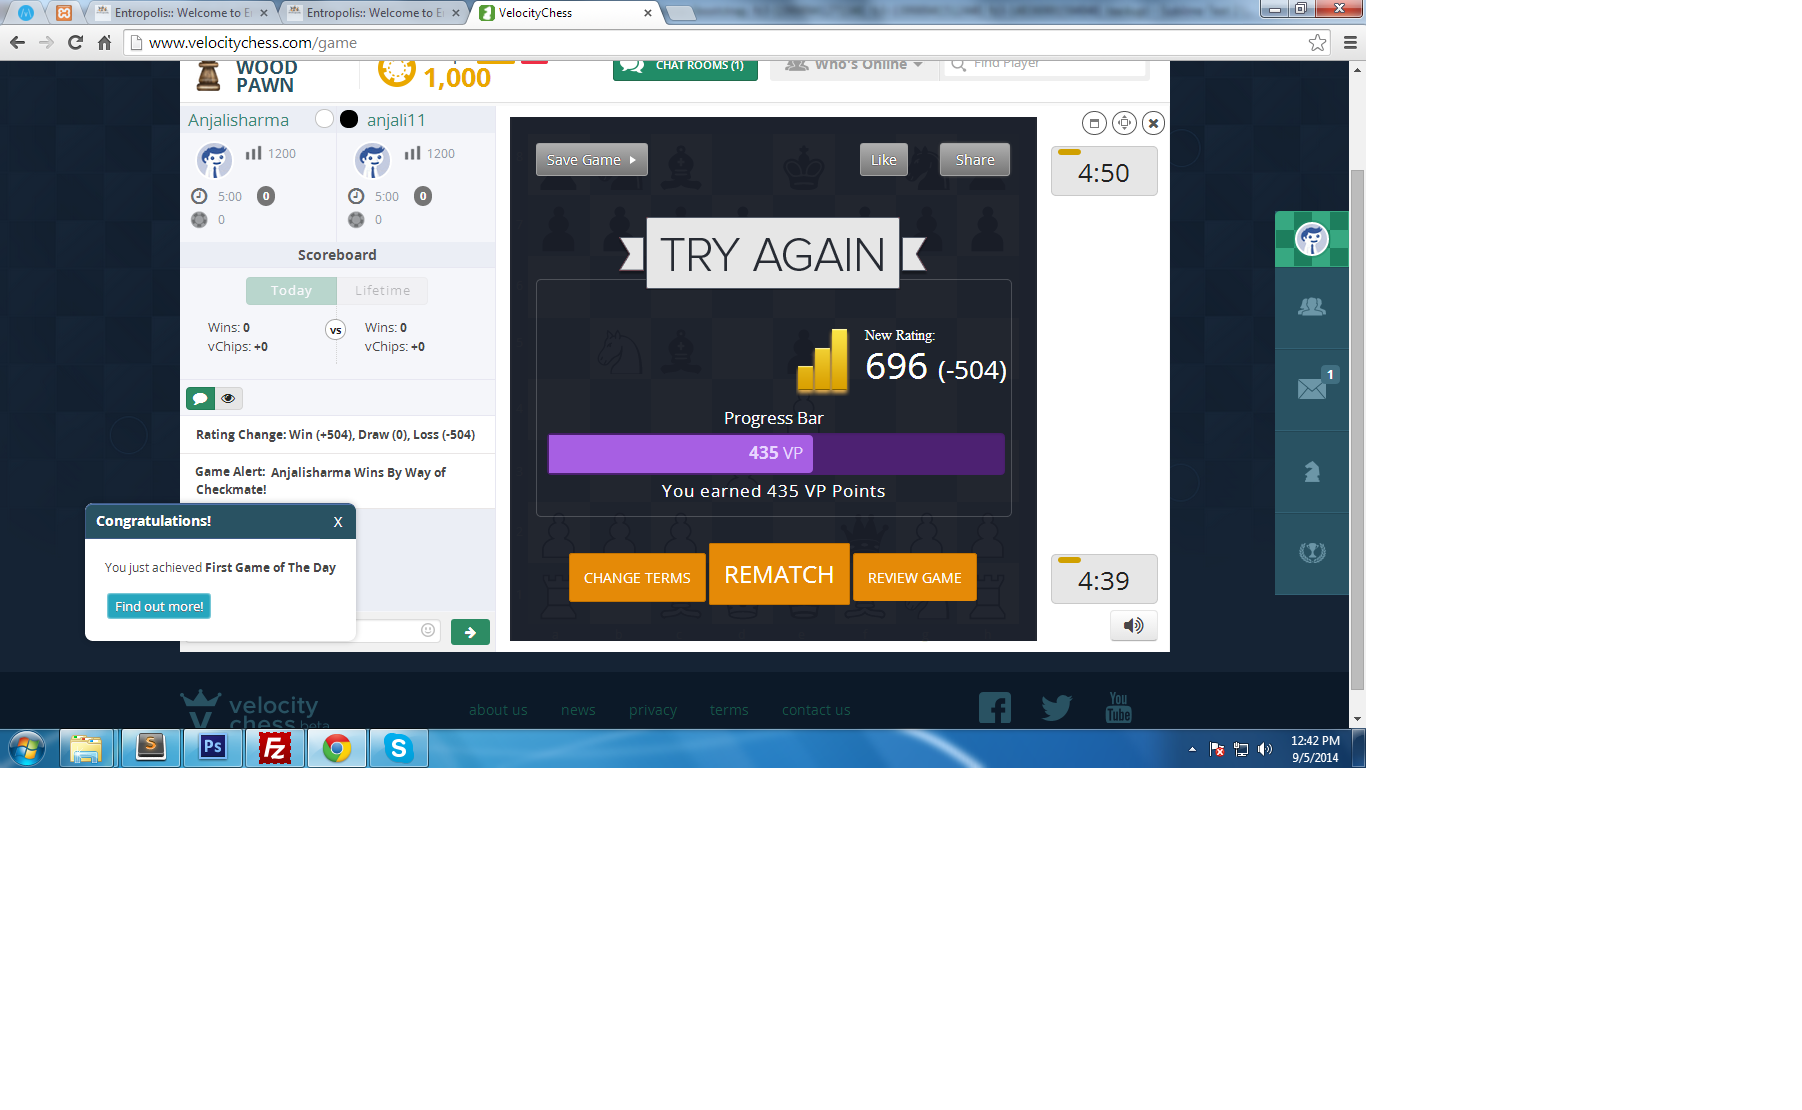 Entropolis:: Welcome to E
Entropolis:: Welcome to E
VelocityChess
www.velocitychess.com/game
WOOD
PAWN
1,000
CHAT ROOMS (1)
Who's Online
Find Player
Anjalisharma
anjali11
1200
1200
5:00 0
5:00 0
0
0
Scoreboard
Today Lifetime
Wins: 0
vs
Wins: 0
vChips: +0
vChips: +0
Rating Change: Win (+504), Draw (0), Loss (-504)
Game Alert: Anjalisharma Wins By Way of
Checkmate!
Congratulations! X
You just achieved First Game of The Day
Find out more!
Save Game
Like
Share
TRY AGAIN
New Rating:
696 (-504)
Progress Bar
435 VP
You earned 435 VP Points
CHANGE TERMS
REMATCH
REVIEW GAME
4:50
4:39
1
velocity
chess beta
about us
news
privacy
terms
contact us
You
Tube
S
Ps
Fz
S
12:42 PM
9/5/2014